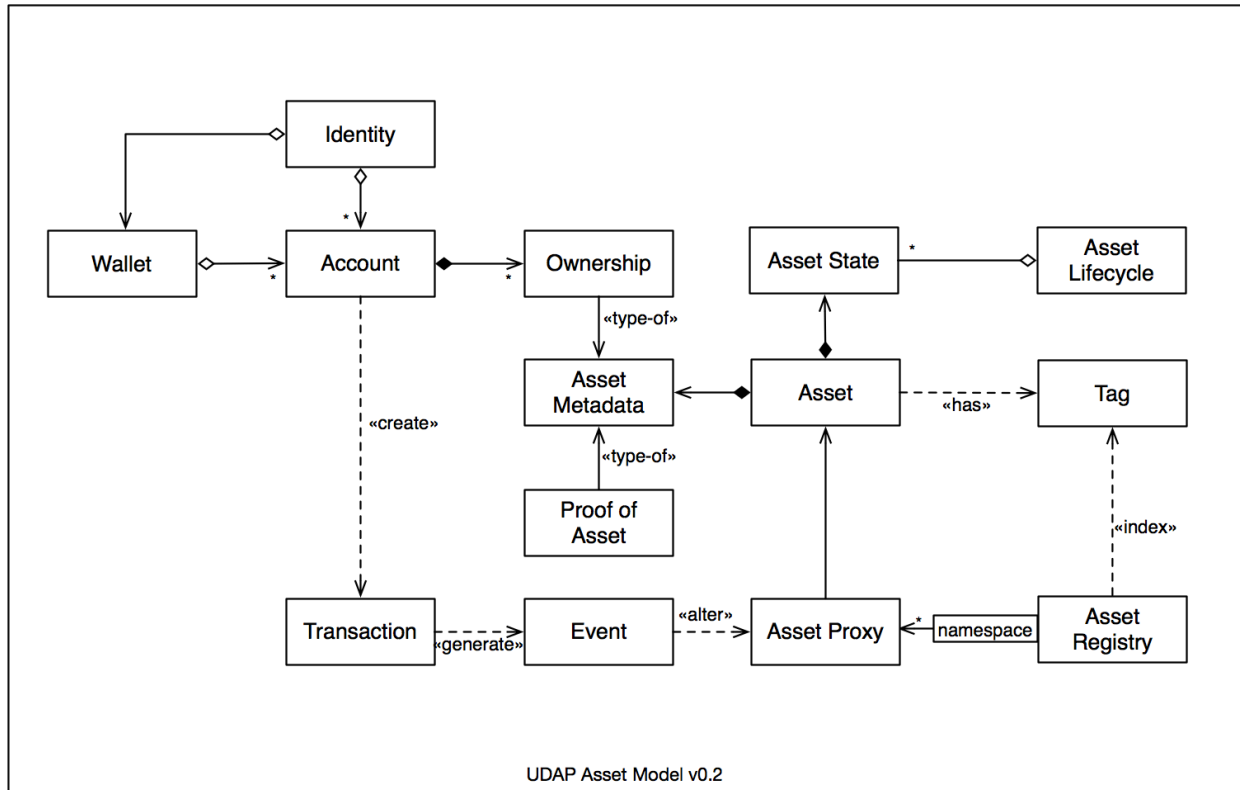 Identity
*
Wallet
*
Account
*
Ownership
Asset State
*
Asset
Lifecycle
«type-of»
Asset
Metadata
Asset
«has»
Tag
«create»
«type-of»
Proof of
Asset
«index»
Transaction
«generate»
Event
«alter»
Asset Proxy
*
namespace
Asset
Registry
UDAP Asset Model v0.2